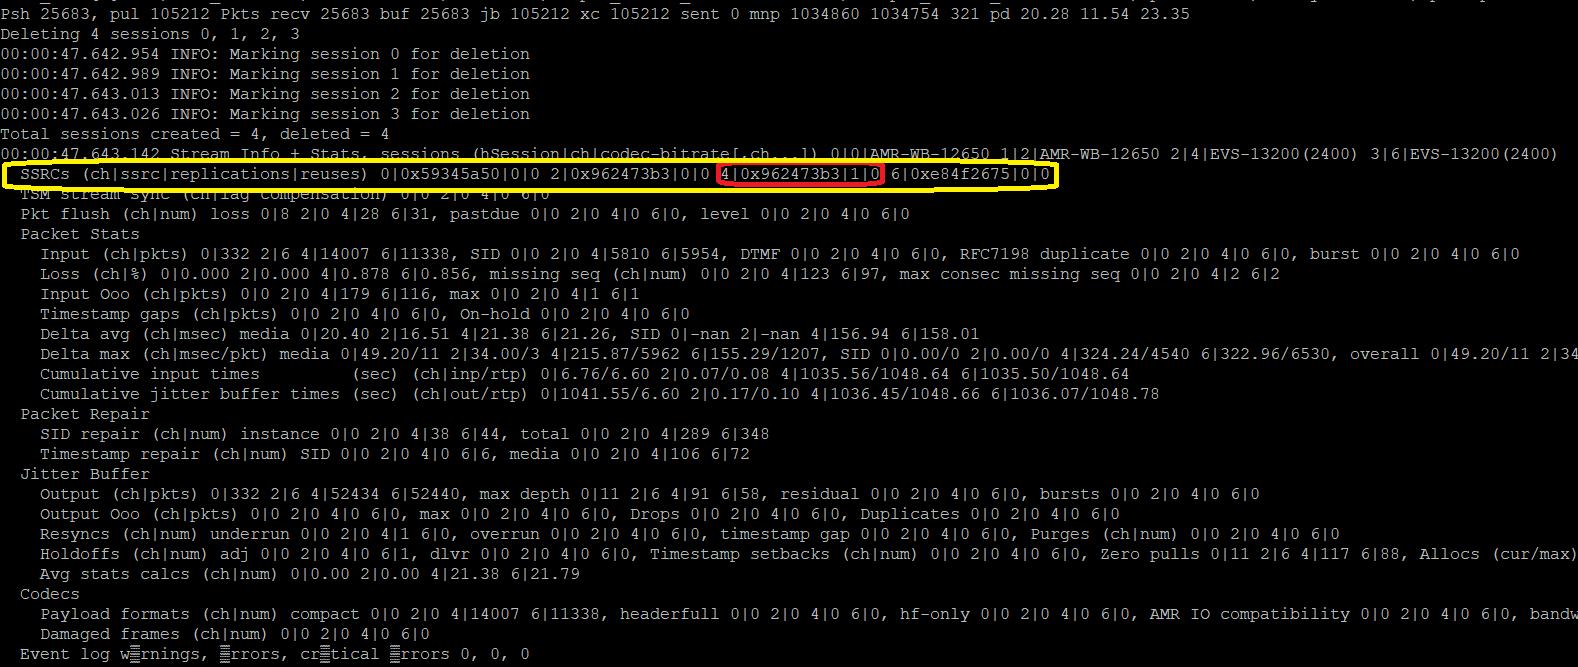 Psh 25683, pul 105212 Pkts recv 25683 buf 25683 jb 105212 xc 105212 sent 0 mnp 1034860 1034754 321 pd 20.28 11.54 23.35
Deleting 4 sessions 0, 1, 2, 3
00:00:47.642.954 INFO: Marking session 0 for deletion
00:00:47.642.989 INFO: Marking session 1 for deletion
00:00:47.643.013 INFO: Marking session 2 for deletion
00:00:47.643.026 INFO: Marking session 3 for deletion
Total sessions created = 4, deleted = 4
00:00:47.643.142 Stream Info + Stats, sessions (hSession|ch|codec-bitrate[,ch...]) 0|0|AMR-WB-12650 1|2|AMR-WB-12650 2|4|EVS-13200(2400) 3|6|EVS-13200(2400)
SSRCs (ch|ssrc|replications|reuses) 0|0x59345a50|0|0 2|0x962473b3|0|0 4|0x962473b3|1|0 6|0xe84f2675|0|0
TSM stream sync (ch|lag compensation) 0|0 2|0 4|0 6|0
Pkt flush (ch|num) loss 0|8 2|0 4|28 6|31, pastdue 0|0 2|0 4|0 6|0, level 0|0 2|0 4|0 6|0
Packet Stats
Input (ch|pkts) 0|332 2|6 4|14007 6|11338, SID 0|0 2|0 4|5810 6|5954, DTMF 0|0 2|0 4|0 6|0, RFC7198 duplicate 0|0 2|0 4|0 6|0, burst 0|0 2|0 4|0 6|0
Loss (ch|%) 0|0.000 2|0.000 4|0.878 6|0.856, missing seq (ch|num) 0|0 2|0 4|123 6|97, max consec missing seq 0|0 2|0 4|2 6|2
Input Ooo (ch|pkts) 0|0 2|0 4|179 6|116, max 0|0 2|0 4|1 6|1
Timestamp gaps (ch|pkts) 0|0 2|0 4|0 6|0, On-hold 0|0 2|0 4|0 6|0
Delta avg (ch|msec) media 0|20.40 2|16.51 4|21.38 6|21.26, SID 0|-nan 2|-nan 4|156.94 6|158.01
Delta max (ch|msec/pkt) media 0|49.20/11 2|34.00/3 4|215.87/5962 6|155.29/1207, SID 0|0.00/0 2|0.00/0 4|324.24/4540 6|322.96/6530, overall 0|49.20/11 2|34
Cumulative input times (sec) (ch|inp/rtp) 0|6.76/6.60 2|0.07/0.08 4|1035.56/1048.64 6|1035.50/1048.64
Cumulative jitter buffer times (sec) (ch|out/rtp) 0|1041.55/6.60 2|0.17/0.10 4|1036.45/1048.66 6|1036.07/1048.78
Packet Repair
SID repair (ch|num) instance 0|0 2|0 4|38 6|44, total 0|0 2|0 4|289 6|348
Timestamp repair (ch|num) SID 0|0 2|0 4|0 6|6, media 0|0 2|0 4|106 6|72
Jitter Buffer
Output (ch|pkts) 0|332 2|6 4|52434 6|52440, max depth 0|11 2|6 4|91 6|58, residual 0|0 2|0 4|0 6|0, bursts 0|0 2|0 4|0 6|0
Output Ooo (ch|pkts) 0|0 2|0 4|0 6|0, max 0|0 2|0 4|0 6|0, Drops 0|0 2|0 4|0 6|0, Duplicates 0|0 2|0 4|0 6|0
Resyncs (ch|num) underrun 0|0 2|0 4|1 6|0, overrun 0|0 2|0 4|0 6|0, timestamp gap 0|0 2|0 4|0 6|0, Purges (ch|num) 0|0 2|0 4|0 6|0
Holdoffs (ch|num) adj 0|0 2|0 4|0 6|1, dlvr 0|0 2|0 4|0 6|0, Timestamp setbacks (ch|num) 0|0 2|0 4|0 6|0, Zero pulls 0|11 2|6 4|117 6|88, Allocs (cur/max)
Avg stats calcs (ch|num) 0|0.00 2|0.00 4|21.38 6|21.79
Codecs
Payload formats (ch|num) compact 0|0 2|0 4|14007 6|11338, headerfull 0|0 2|0 4|0 6|0, hf-only 0|0 2|0 4|0 6|0, AMR IO compatibility 0|0 2|0 4|0 6|0, bandw
Damaged frames (ch|num) 0|0 2|0 4|0 6|0
Event log w▒rnings, ▒rrors, cr▒tical ▒rrors 0, 0, 0